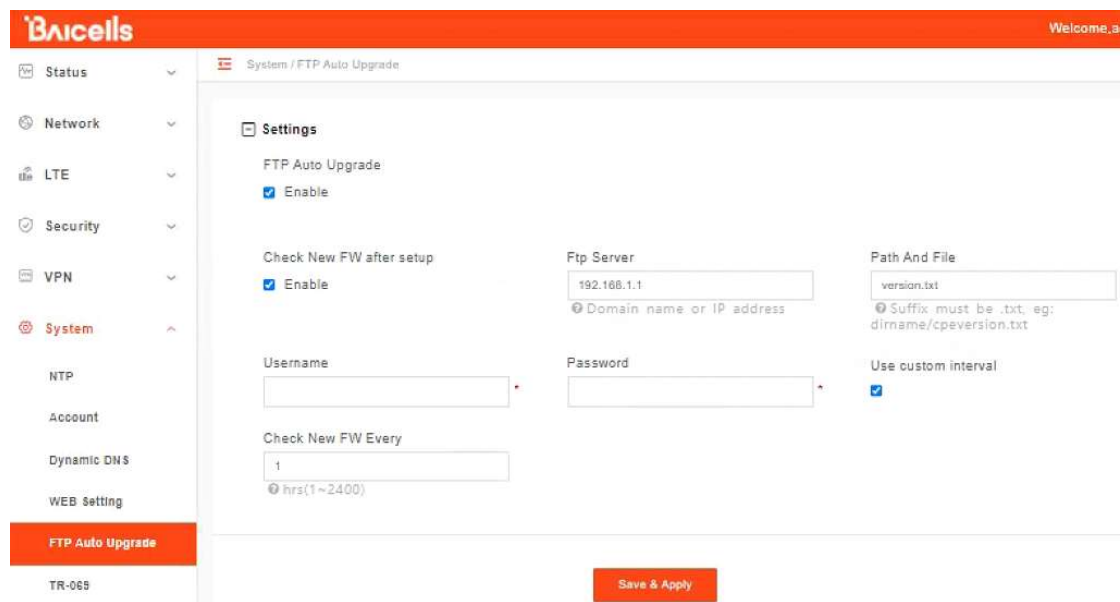 BAICELLS
Welcome,a
Status
System / FTP Auto Upgrade
Network
Settings
FTP Auto Upgrade
Enable
LTE
Security
Check New FW after setup
Ftp Server
Path And File
Enable
192.168.1.1
version.txt
Domain name or IP address
Suffix must be .txt, eg:
dirname/cpeversion.txt
VPN
System
Username
Password
Use custom interval
*
*
NTP
Account
Check New FW Every
1
hrs(1~2400)
Dynamic DNS
WEB Setting
FTP Auto Upgrade
TR-069
Save & Apply